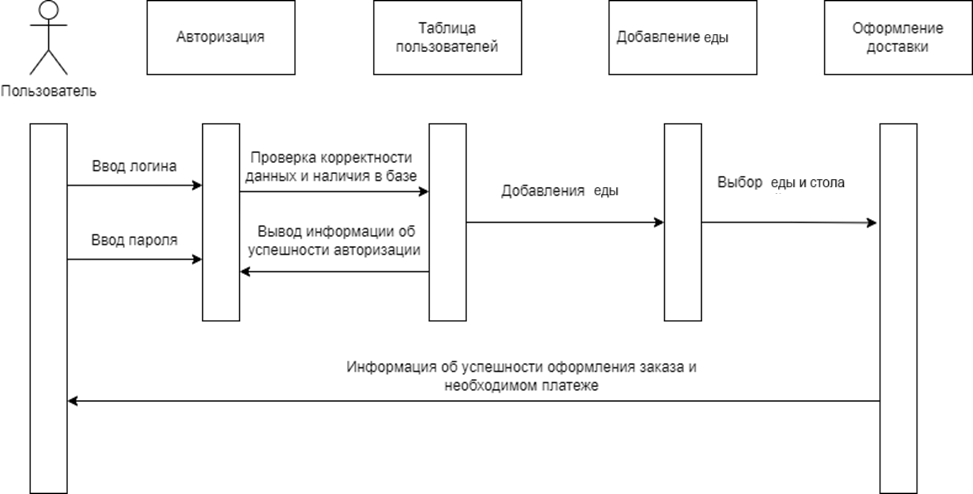 Пользователь
Авторизация
Таблица
пользователей
Добавление еды
Оформление
доставки
Ввод логина
Проверка корректности
данных и наличия в базе
Добавления еды
Выбор еды и стола
Ввод пароля
Вывод информации об
успешности авторизации
Информация об успешности оформления заказа и
необходимом платеже